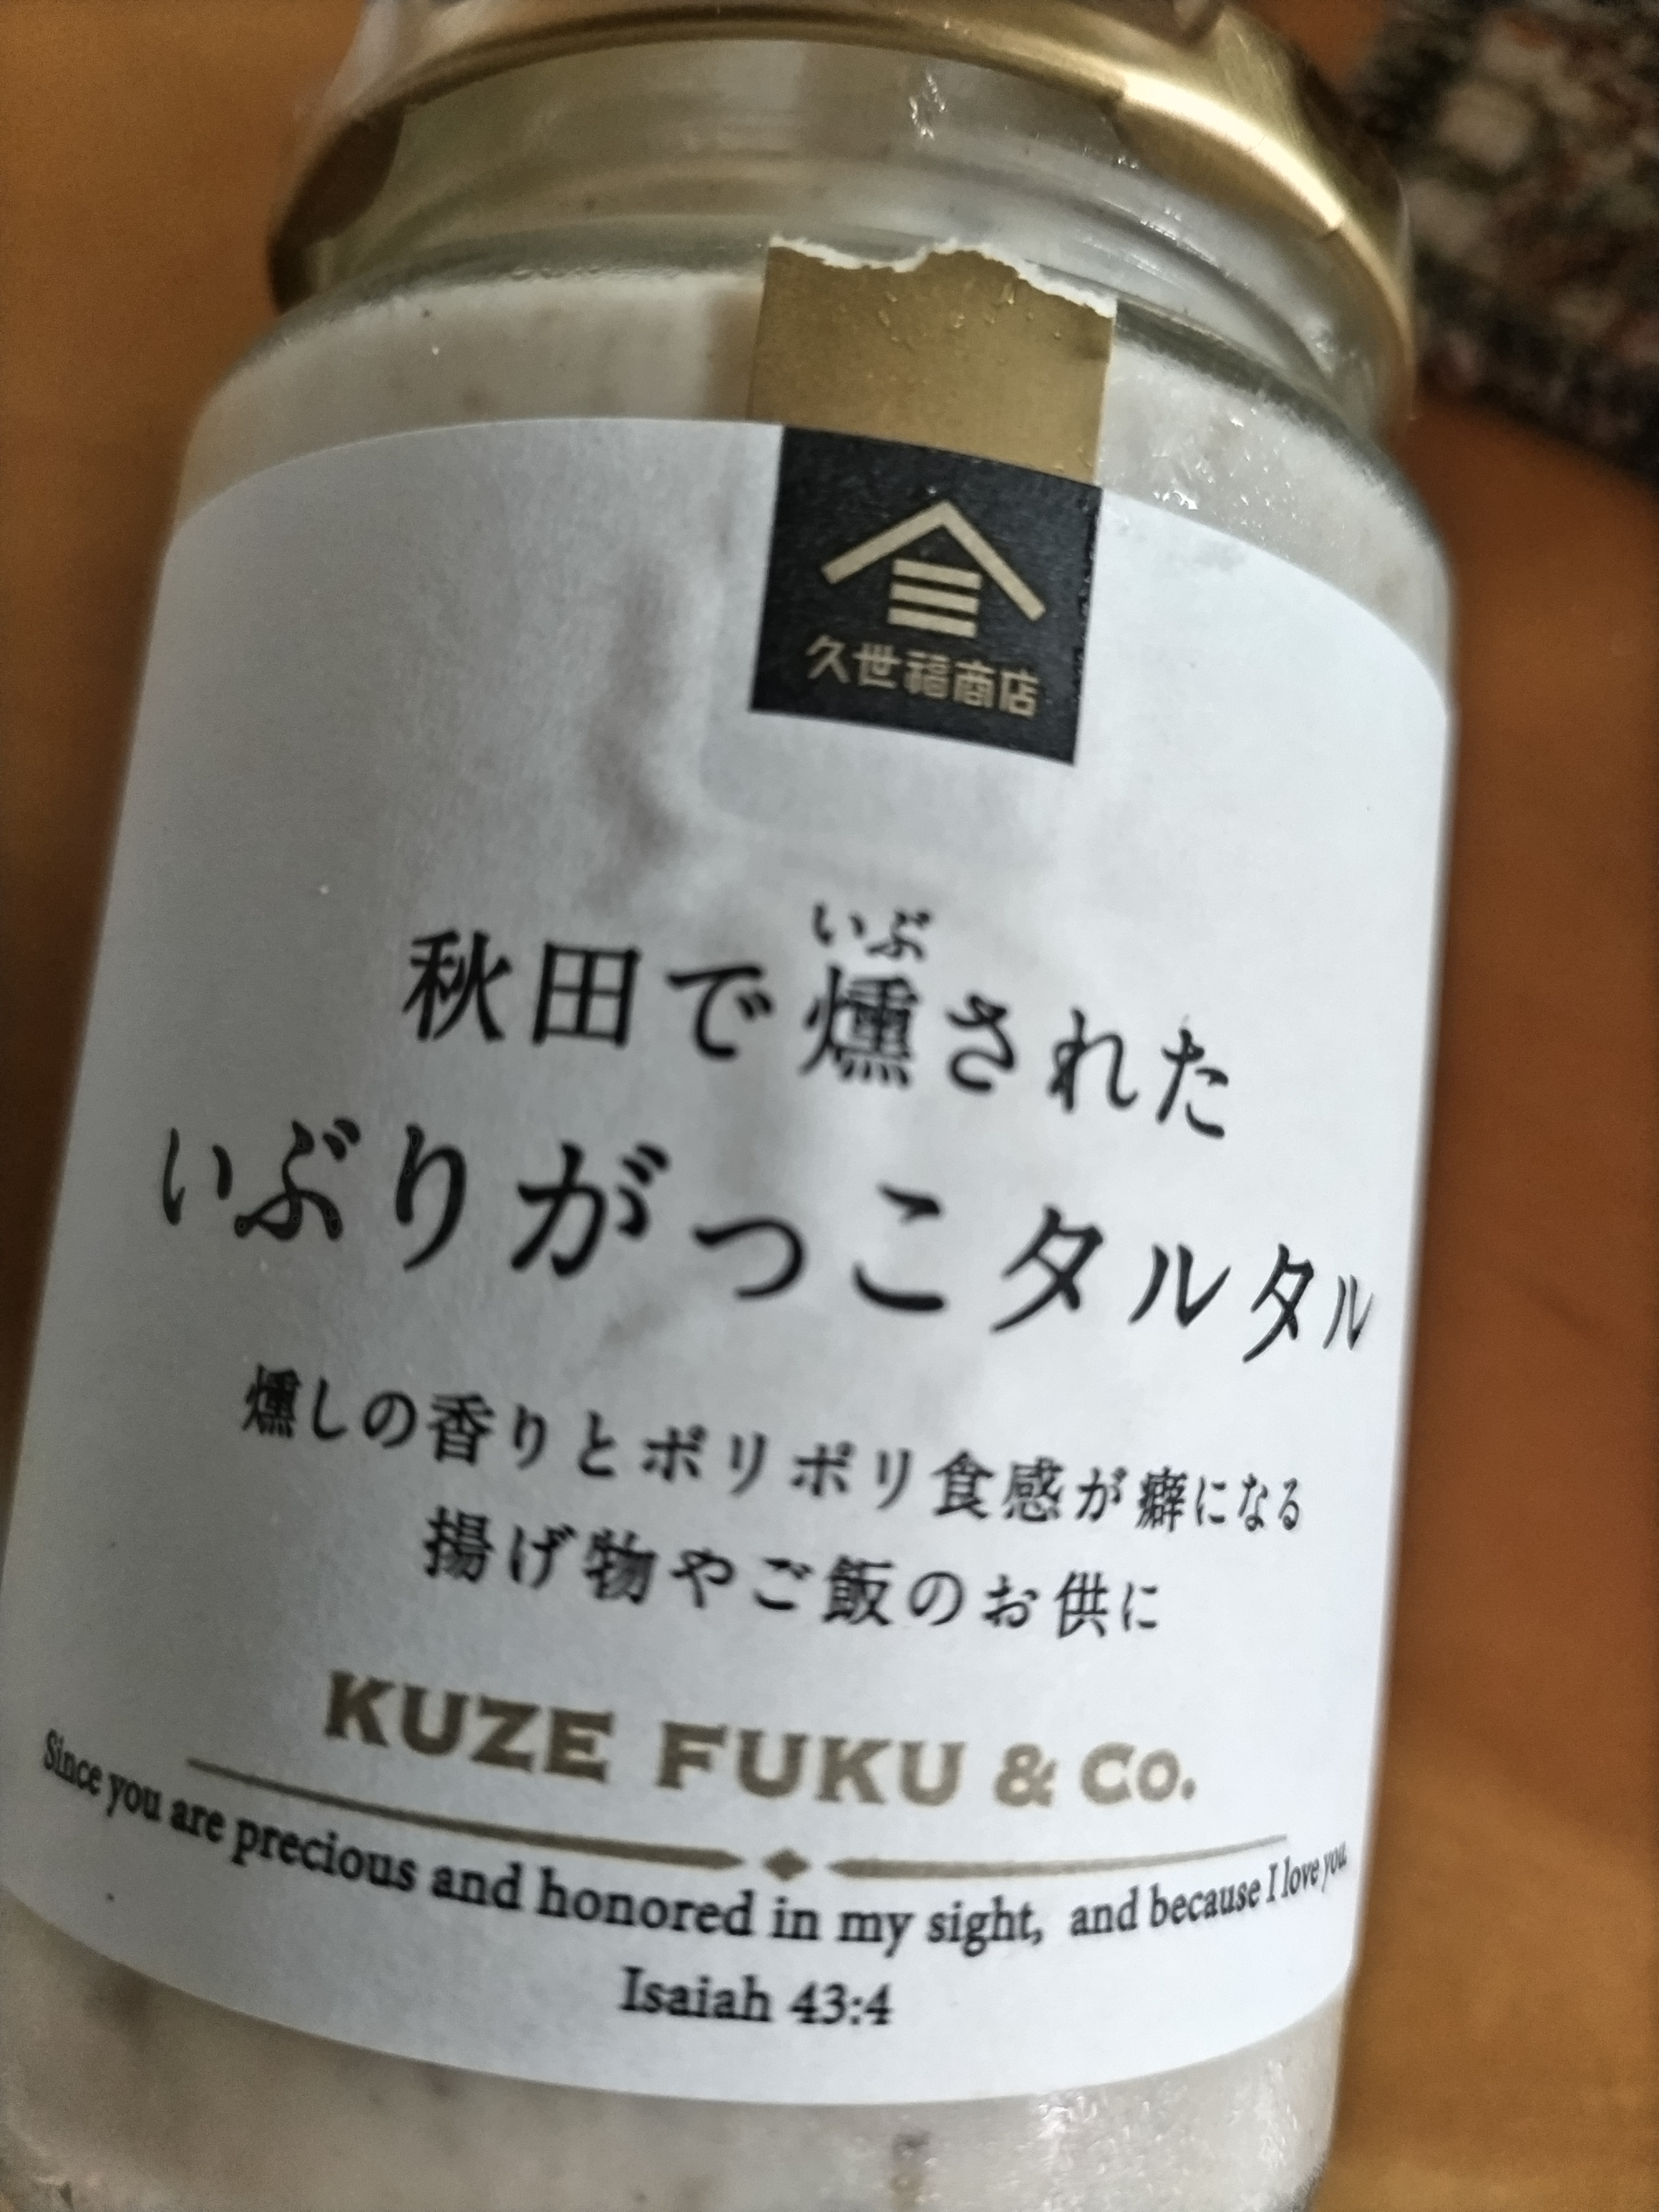 久世福商店
いぶ
秋田で燻された
いぶりがっこタルタル
燻しの香りとポリポリ食感が癖になる
揚げ物やご飯のお供に
KUZE FUKU & Co.
Since you are precious and honored in my sight, and because I love you.
Isaiah 43:4